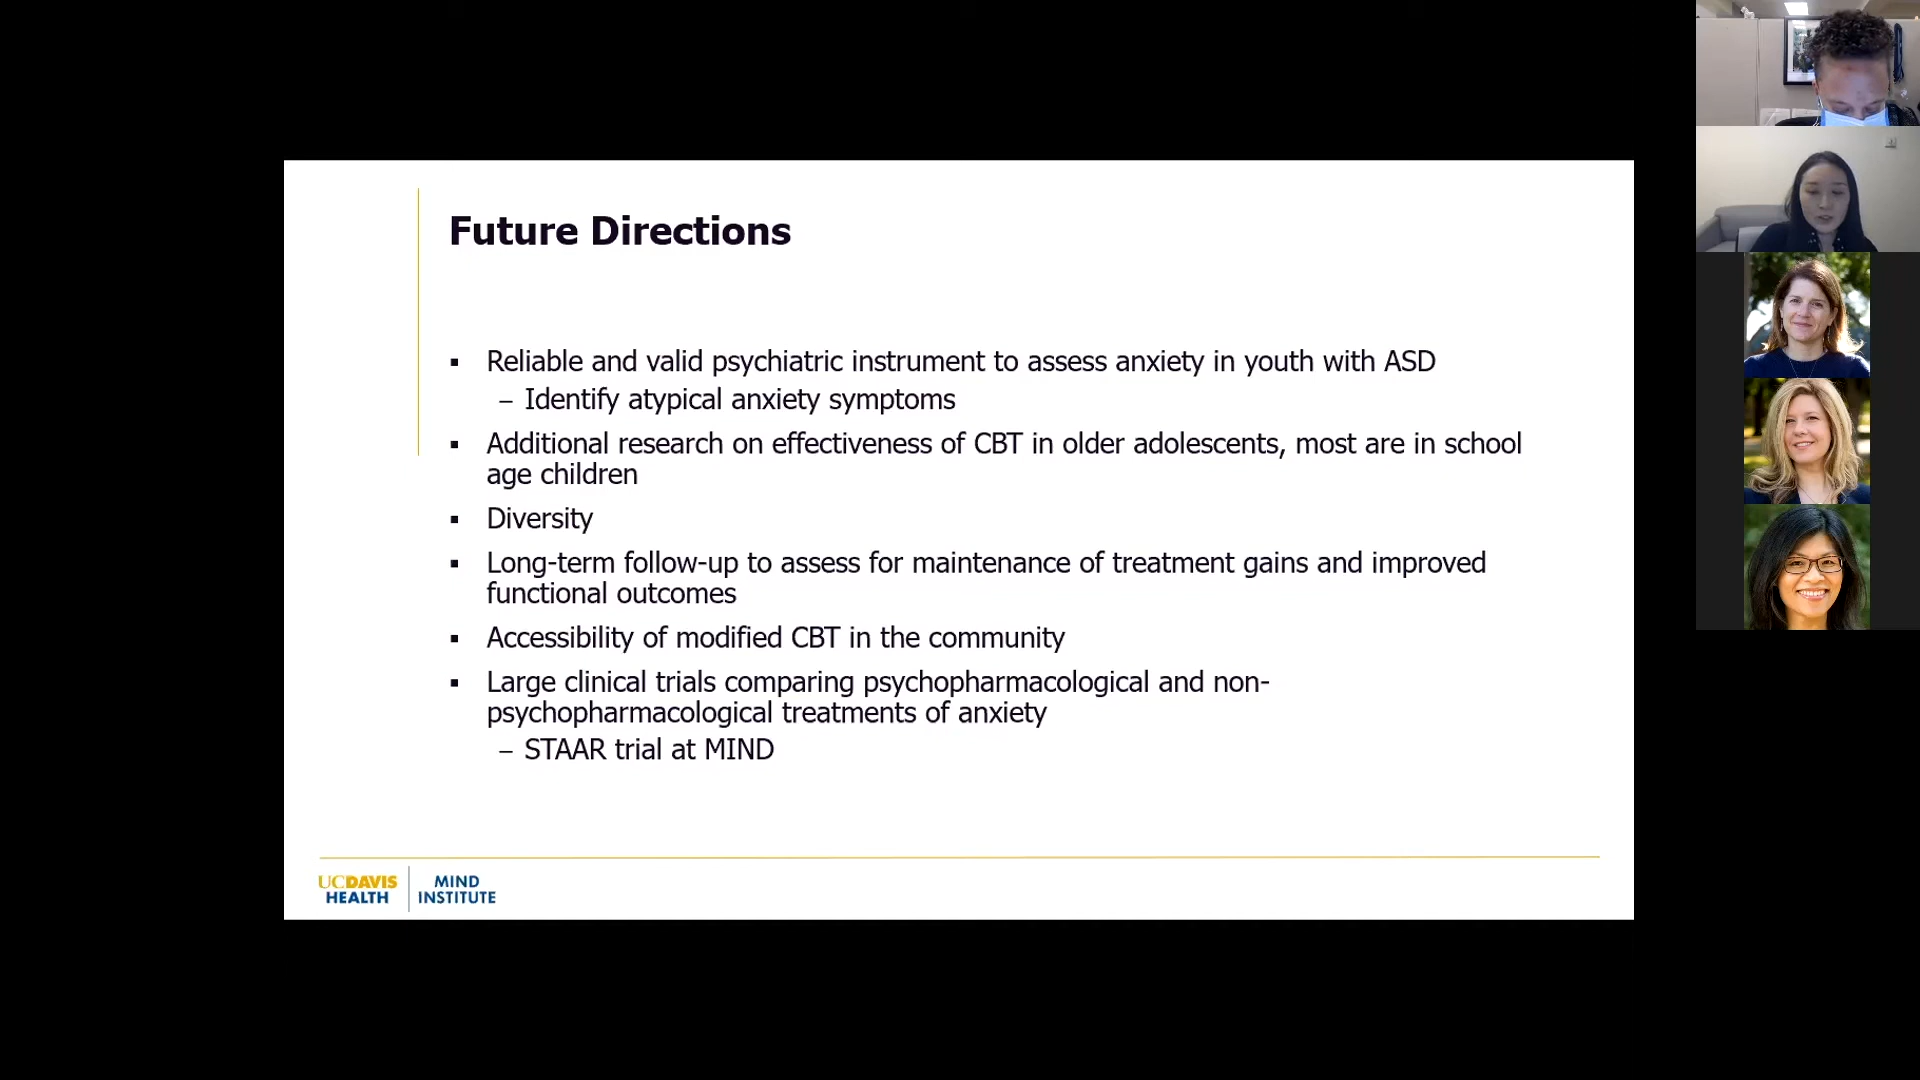 Future Directions
▪ Reliable and valid psychiatric instrument to assess anxiety in youth with ASD
– Identify atypical anxiety symptoms
▪ Additional research on effectiveness of CBT in older adolescents, most are in school
age children
▪ Diversity
▪ Long-term follow-up to assess for maintenance of treatment gains and improved
functional outcomes
▪ Accessibility of modified CBT in the community
▪ Large clinical trials comparing psychopharmacological and non-
psychopharmacological treatments of anxiety
– STAAR trial at MIND
UCDAVIS
HEALTH
MIND
INSTITUTE